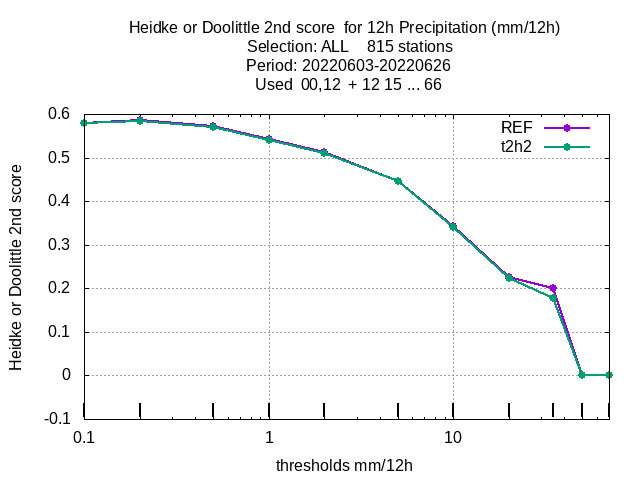 Heidke or Doolittle 2nd score  for 12h Precipitation (mm/12h)
Selection: ALL    815 stations
Period: 20220603-20220626
Used  00,12  + 12 15 ... 66
REF
t2h2
Heidke or Doolittle 2nd score
0.6
0.5
0.4
0.3
0.2
0.1
0
-0.1
0.1 1 10
thresholds mm/12h